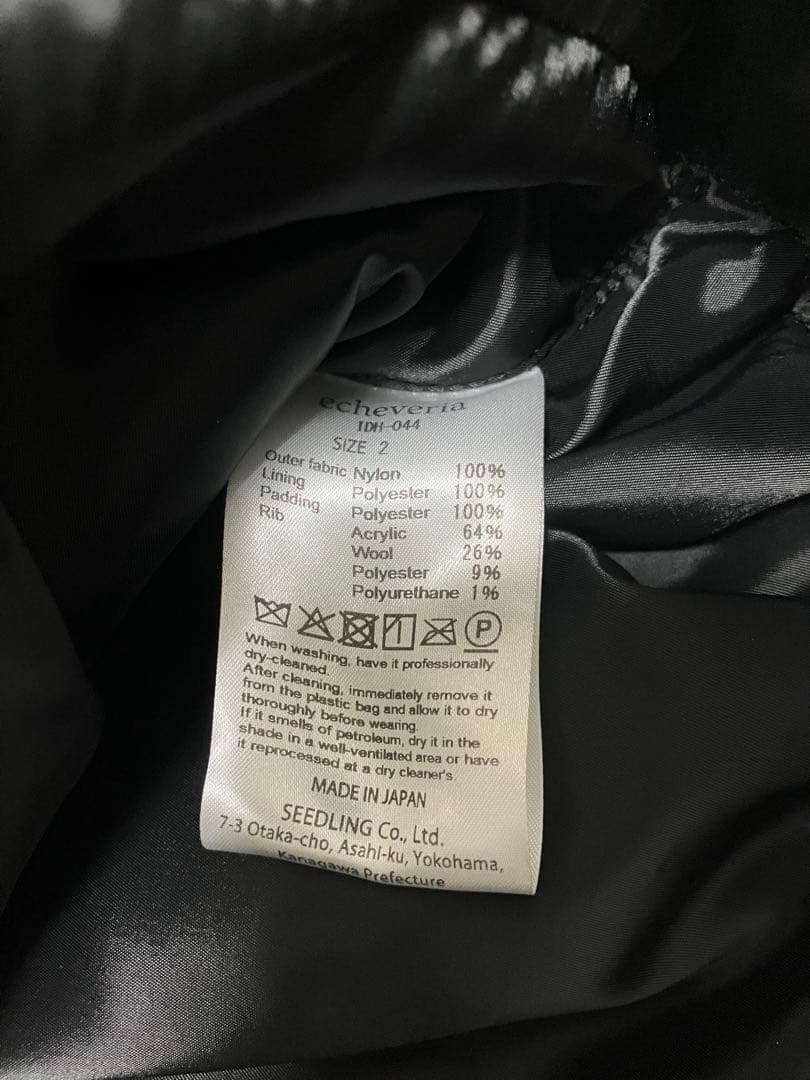 echeveria
IDH-044
SIZE 2
Outer fabric Nylon 100%
Lining Polyester 100%
Padding Polyester 100%
Rib Acrylic 64%
Wool 26%
Polyester 9%
Polyurethane 1%
P
When washing, have it professionally
dry-cleaned.
After cleaning, immediately remove it
from the plastic bag and allow it to dry
thoroughly before wearing.
If it smells of petroleum, dry it in the
shade in a well-ventilated area or have
it reprocessed at a dry cleaner's.
MADE IN JAPAN
SEEDLING Co., Ltd.
7-3 Otaka-cho, Asahi-ku, Yokohama,
Kanagawa Prefecture